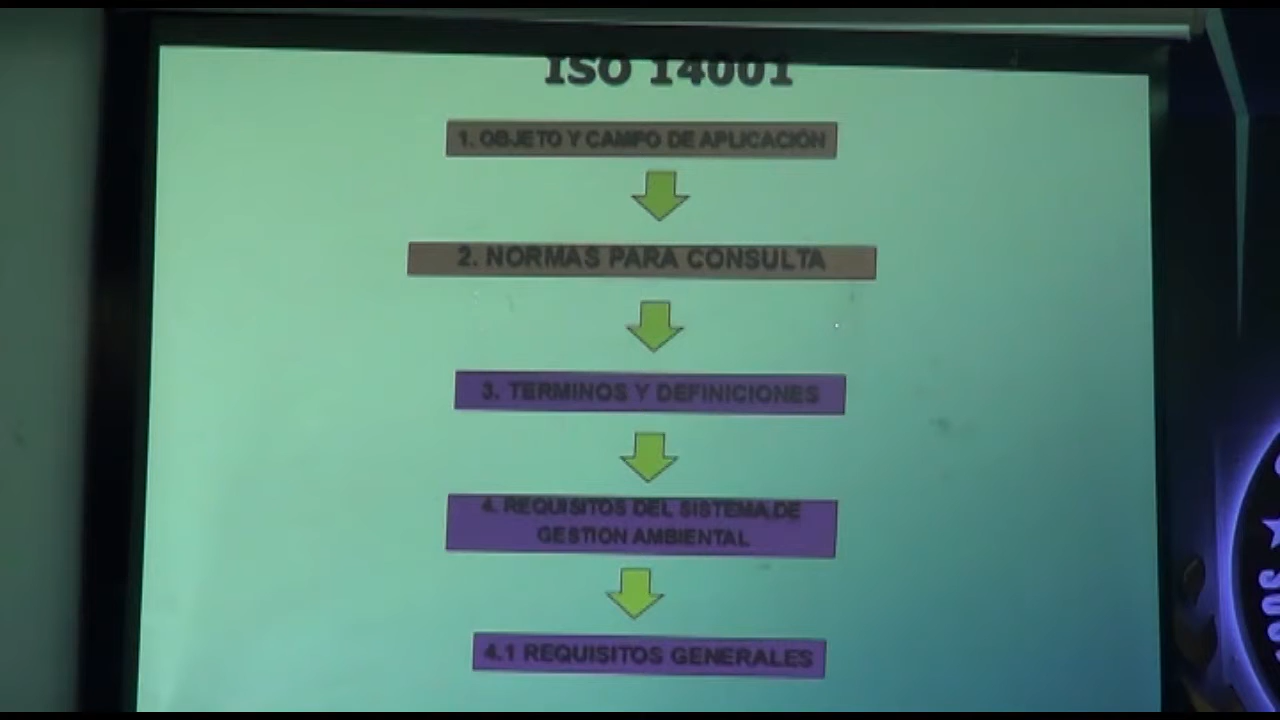 ISO 14001
1. OBJETO Y CAMPO DE APLICACIÓN
2. NORMAS PARA CONSULTA
3. TERMINOS Y DEFINICIONES
4. REQUISITOS DEL SISTEMA DE
GESTION AMBIENTAL
4.1 REQUISITOS GENERALES